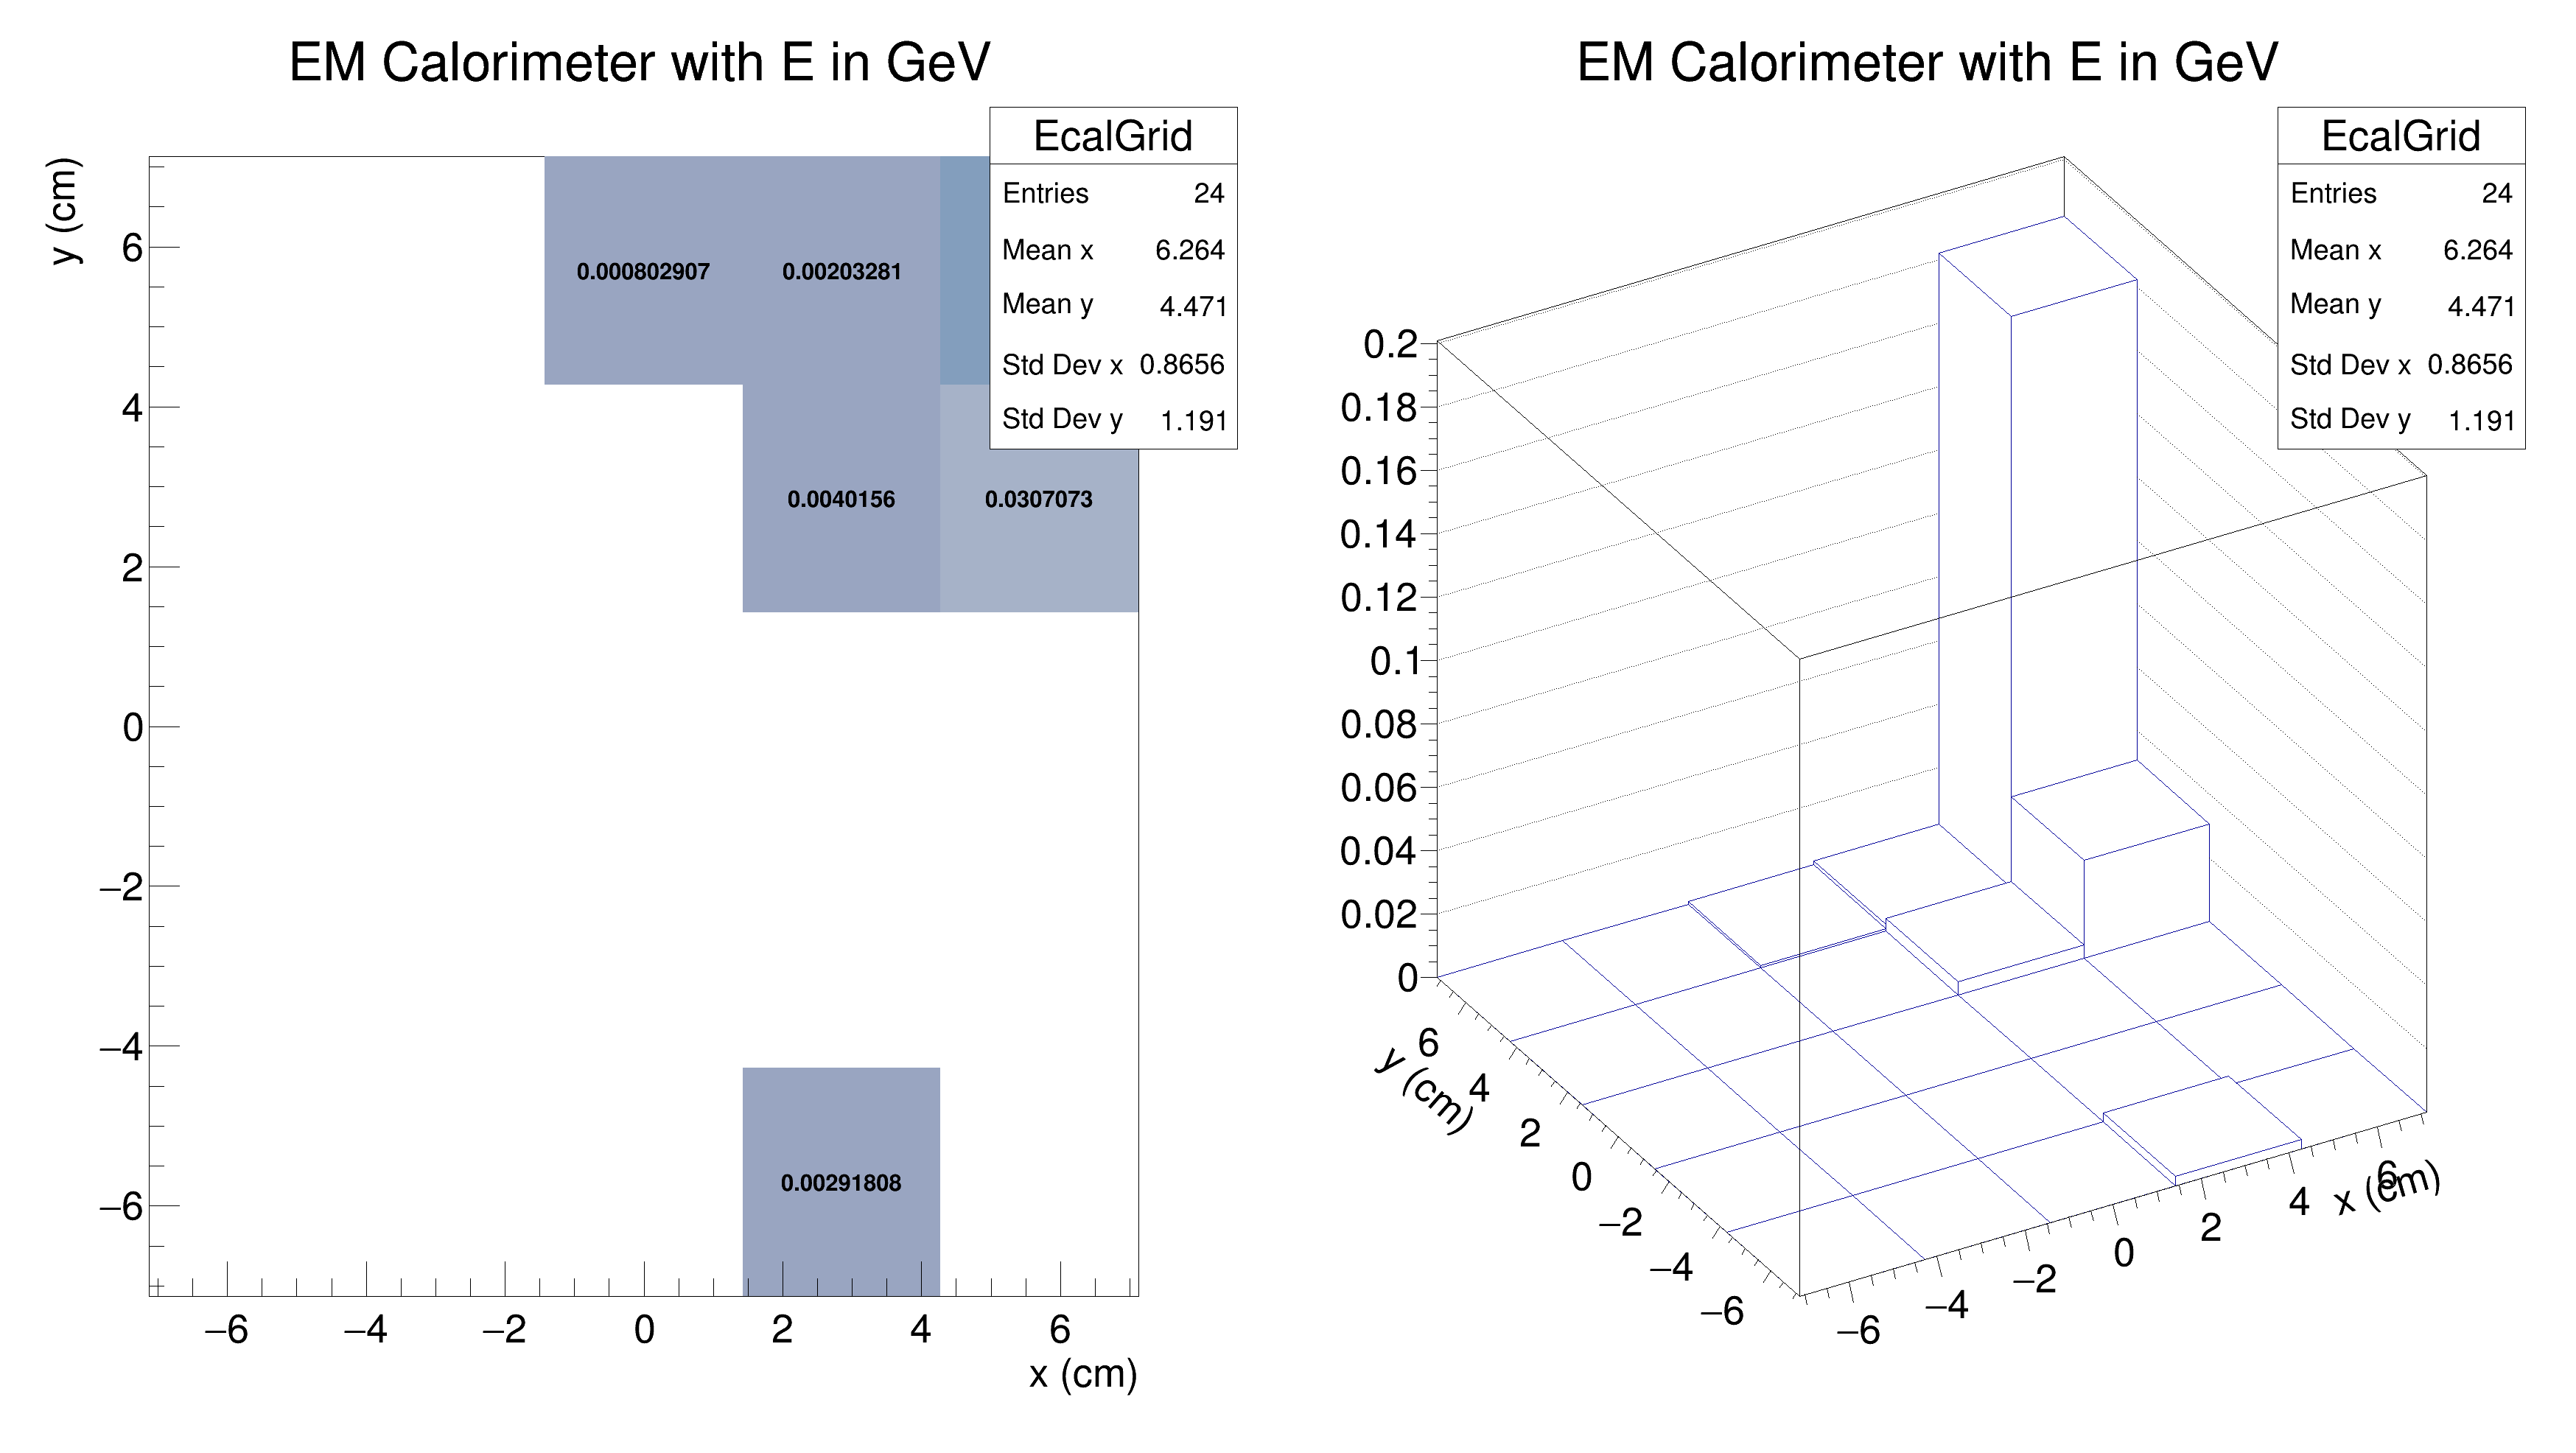 EM Calorimeter with E in GeV
EcalGrid
Entries 24
Mean x 6.264
Mean y 4.471
Std Dev x 0.8656
Std Dev y 1.191
y (cm)
6
4
2
0
−2
−4
−6
0.000802907 0.00203281
0.0040156 0.0307073
0.00291808
−6 −4 −2 0 2 4 6
x (cm)
EM Calorimeter with E in GeV
EcalGrid
Entries 24
Mean x 6.264
Mean y 4.471
Std Dev x 0.8656
Std Dev y 1.191
0.2
0.18
0.16
0.14
0.12
0.1
0.08
0.06
0.04
0.02
0
6
4
2
0
−2
−4
−6
y (cm)
−6 −4 −2 0 2 4 6
x (cm)